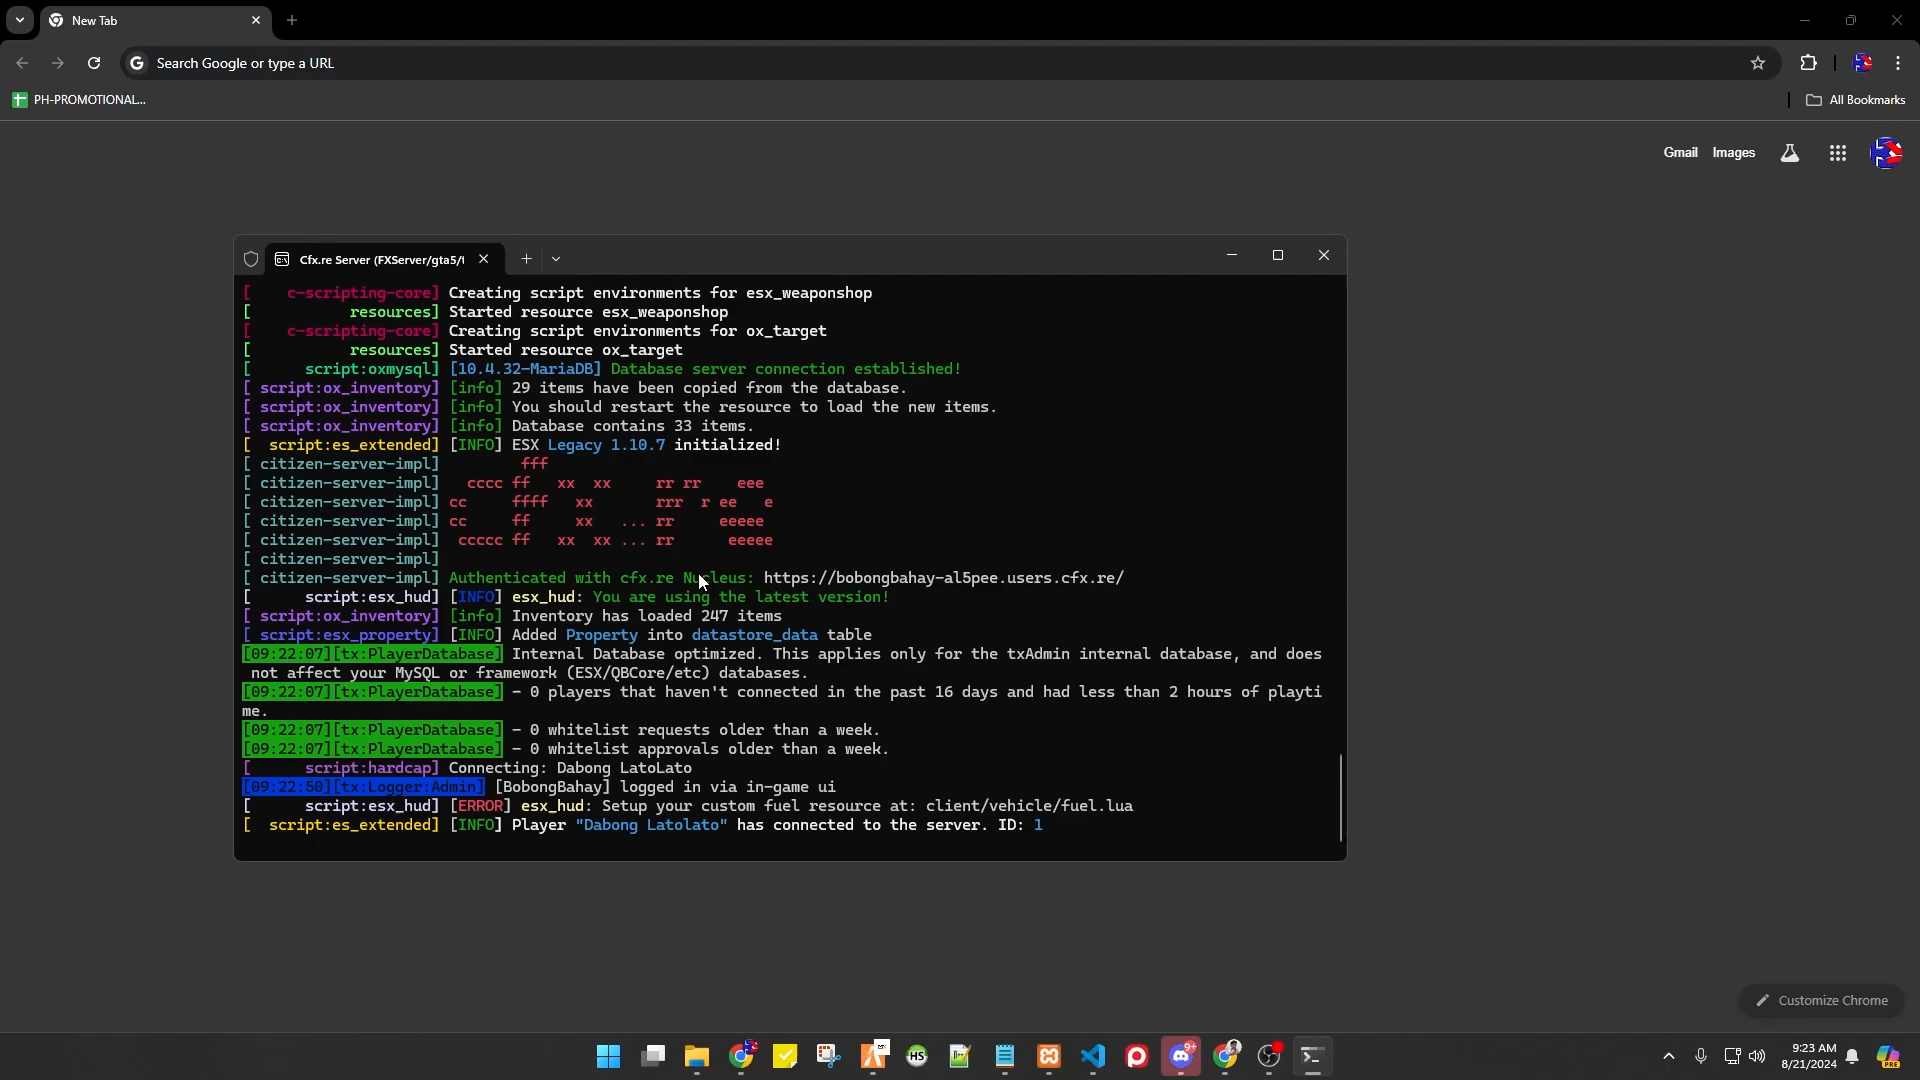 New Tab
Search Google or type a URL
PH-PROMOTIONAL...
All Bookmarks
Gmail Images
Cfx.re Server (FXServer/gta5/t
[    c-scripting-core] Creating script environments for esx_weaponshop
[           resources] Started resource esx_weaponshop
[    c-scripting-core] Creating script environments for ox_target
[           resources] Started resource ox_target
[      script:oxmysql] [10.4.32-MariaDB] Database server connection established!
[ script:ox_inventory] [info] 29 items have been copied from the database.
[ script:ox_inventory] [info] You should restart the resource to load the new items.
[ script:ox_inventory] [info] Database contains 33 items.
[  script:es_extended] [INFO] ESX Legacy 1.10.7 initialized!
[ citizen-server-impl]         fff
[ citizen-server-impl]   cccc ff   xx  xx     rr rr    eee
[ citizen-server-impl] cc     ffff   xx       rrr  r ee   e
[ citizen-server-impl] cc     ff     xx   ... rr     eeeee
[ citizen-server-impl]  ccccc ff   xx  xx ... rr      eeeee
[ citizen-server-impl]
[ citizen-server-impl] Authenticated with cfx.re Nucleus: https://bobongbahay-al5pee.users.cfx.re/
[      script:esx_hud] [INFO] esx_hud: You are using the latest version!
[ script:ox_inventory] [info] Inventory has loaded 247 items
[ script:esx_property] [INFO] Added Property into datastore_data table
[09:22:07][tx:PlayerDatabase] Internal Database optimized. This applies only for the txAdmin internal database, and does
 not affect your MySQL or framework (ESX/QBCore/etc) databases.
[09:22:07][tx:PlayerDatabase] - 0 players that haven't connected in the past 16 days and had less than 2 hours of playti
me.
[09:22:07][tx:PlayerDatabase] - 0 whitelist requests older than a week.
[09:22:07][tx:PlayerDatabase] - 0 whitelist approvals older than a week.
[      script:hardcap] Connecting: Dabong LatoLato
[09:22:50][tx:Logger:Admin] [BobongBahay] logged in via in-game ui
[      script:esx_hud] [ERROR] esx_hud: Setup your custom fuel resource at: client/vehicle/fuel.lua
[  script:es_extended] [INFO] Player "Dabong Latolato" has connected to the server. ID: 1
Customize Chrome
HS
9+
9:23 AM
8/21/2024
PRE